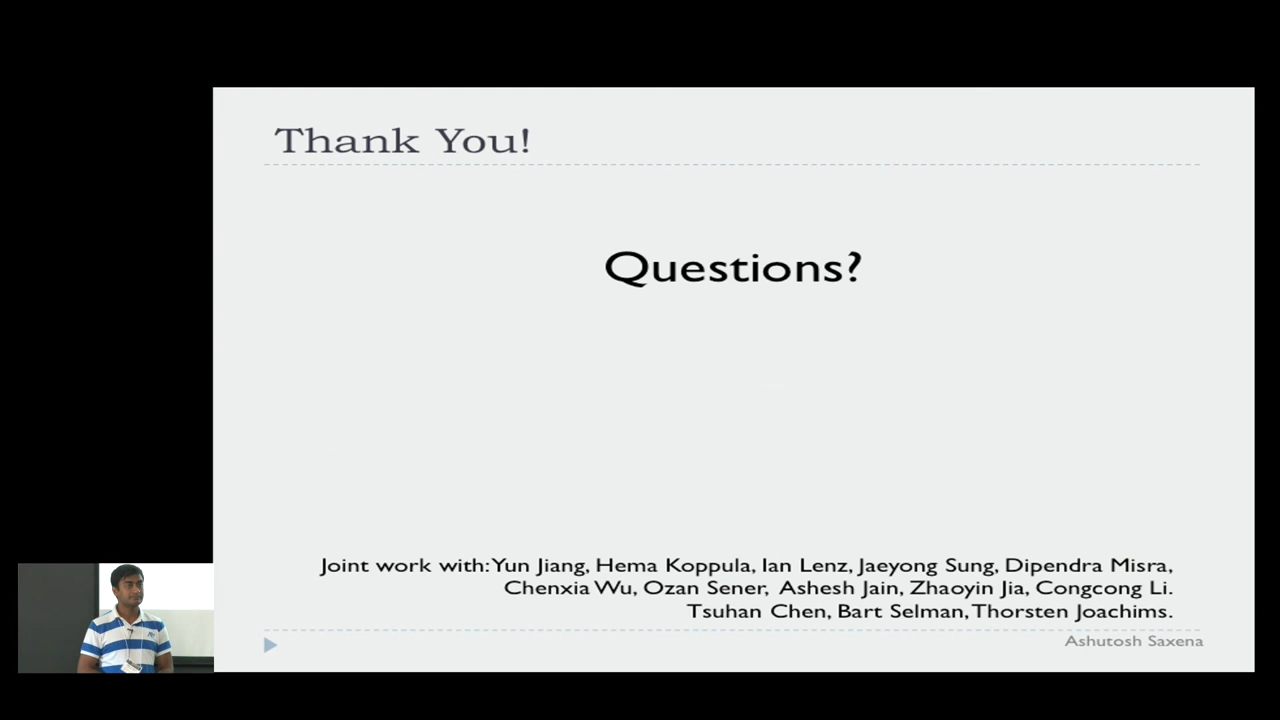 Thank You!
Questions?
Joint work with: Yun Jiang, Hema Koppula, Ian Lenz, Jaeyong Sung, Dipendra Misra,
Chenxia Wu, Ozan Sener, Ashesh Jain, Zhaoyin Jia, Congcong Li.
Tsuhan Chen, Bart Selman, Thorsten Joachims.
Ashutosh Saxena